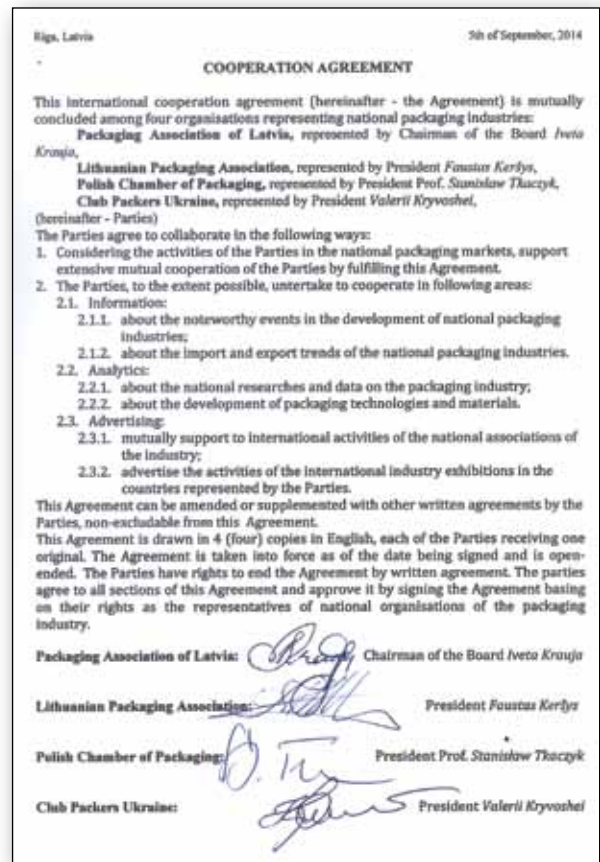 Riga, Latvia
5th of September, 2014
COOPERATION AGREEMENT
This international cooperation agreement (hereinafter - the Agreement) is mutually
concluded among four organisations representing national packaging industries:
Packaging Association of Latvia, represented by Chairman of the Board Iveta
Krauja,
Lithuanian Packaging Association, represented by President Faustas Keršys,
Polish Chamber of Packaging, represented by President Prof. Stanisław Tkaczyk,
Club Packers Ukraine, represented by President Valerii Kryvoshei,
(hereinafter - Parties)
The Parties agree to collaborate in the following ways:
1. Considering the activities of the Parties in the national packaging markets, support
extensive mutual cooperation of the Parties by fulfilling this Agreement.
2. The Parties, to the extent possible, undertake to cooperate in following areas:
2.1. Information:
2.1.1. about the noteworthy events in the development of national packaging
industries;
2.1.2. about the import and export trends of the national packaging industries.
2.2. Analytics:
2.2.1. about the national researches and data on the packaging industry;
2.2.2. about the development of packaging technologies and materials.
2.3. Advertising:
2.3.1. mutually support to international activities of the national associations of
the industry;
2.3.2. advertise the activities of the international industry exhibitions in the
countries represented by the Parties.
This Agreement can be amended or supplemented with other written agreements by the
Parties, non-excludable from this Agreement.
This Agreement is drawn in 4 (four) copies in English, each of the Parties receiving one
original. The Agreement is taken into force as of the date being signed and is open-
ended. The Parties have rights to end the Agreement by written agreement. The parties
agree to all sections of this Agreement and approve it by signing the Agreement basing
on their rights as the representatives of national organisations of the packaging
industry.
Packaging Association of Latvia: Chairman of the Board Iveta Krauja
Lithuanian Packaging Association: President Faustas Keršys
Polish Chamber of Packaging: President Prof. Stanisław Tkaczyk
Club Packers Ukraine: President Valerii Kryvoshei